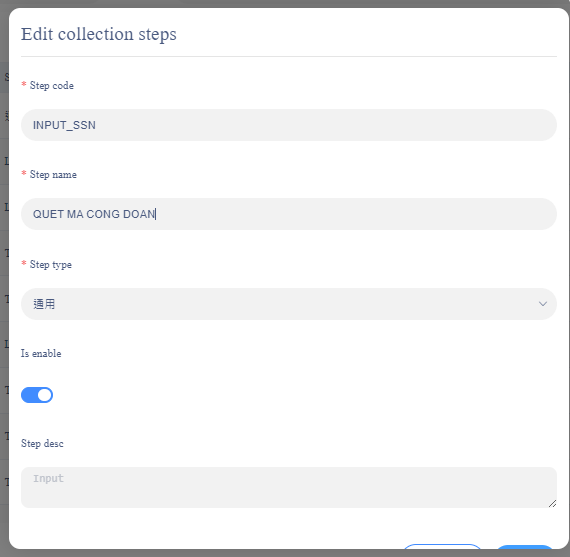 Edit collection steps
* Step code
INPUT_SSN
* Step name
QUET MA CONG DOAN
* Step type
通用
Is enable
Step desc
Input